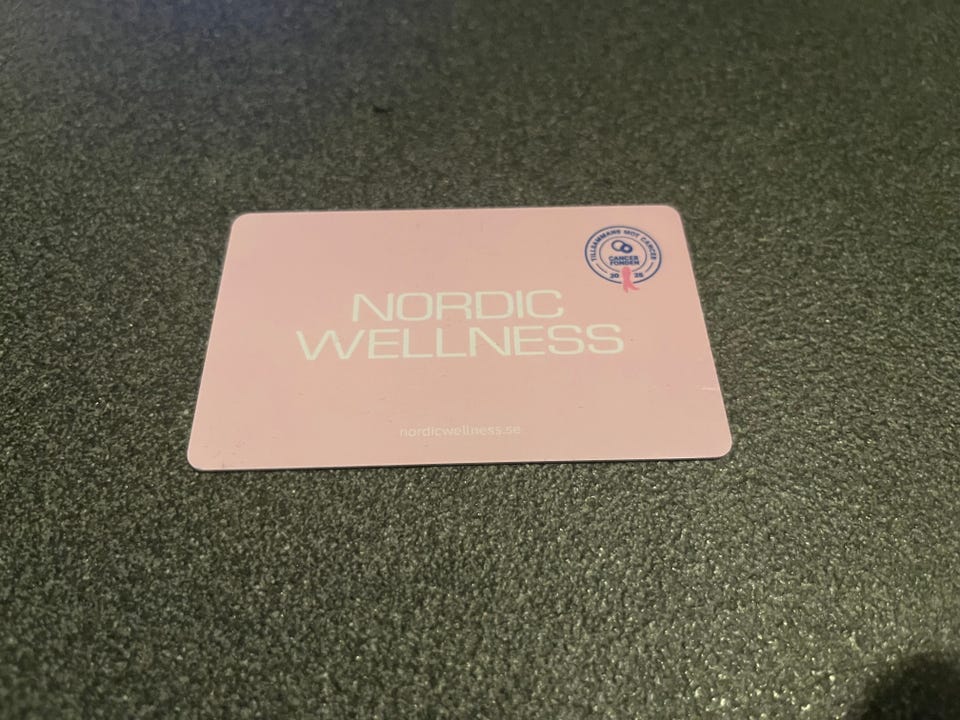 TILLSAMMANS MOT CANCER
CANCER
FONDEN
20 25
NORDIC
WELLNESS
nordicwellness.se